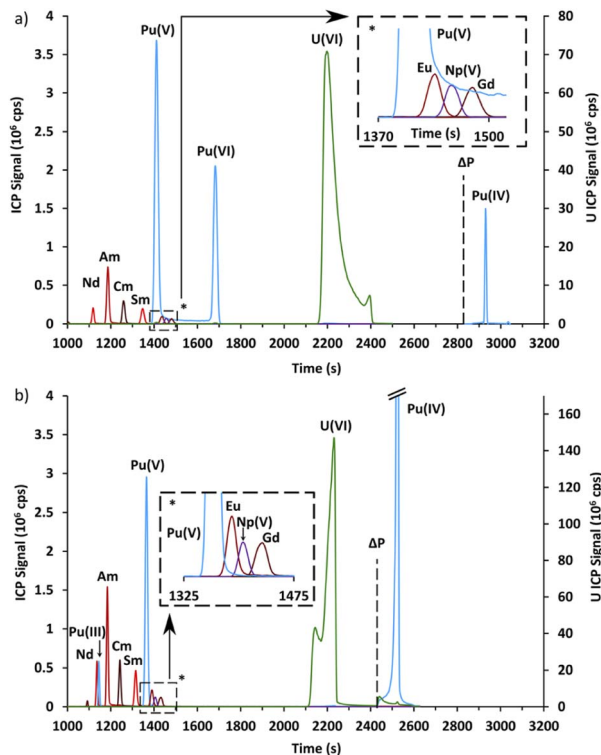 a)
ICP Signal (10⁶ cps)
4
3.5
3
2.5
2
1.5
1
0.5
0
Pu(V)
U(VI)
Pu(VI)
Nd
Am
Cm
Sm
*
*
Pu(V)
Eu
Np(V)
Gd
1370
Time (s)
1500
ΔP
Pu(IV)
80
70
60
50
40
30
20
10
0
U ICP Signal (10⁶ cps)
1000 1200 1400 1600 1800 2000 2200 2400 2600 2800 3000 3200
Time (s)
b)
ICP Signal (10⁶ cps)
4
3.5
3
2.5
2
1.5
1
0.5
0
Pu(V)
U(VI)
Pu(IV)
Am
Pu(III)
Nd
Cm
Sm
*
*
Eu
Np(V)
Pu(V)
Gd
1325
1475
ΔP
160
140
120
100
80
60
40
20
0
U ICP Signal (10⁶ cps)
1000 1200 1400 1600 1800 2000 2200 2400 2600 2800 3000 3200
Time (s)